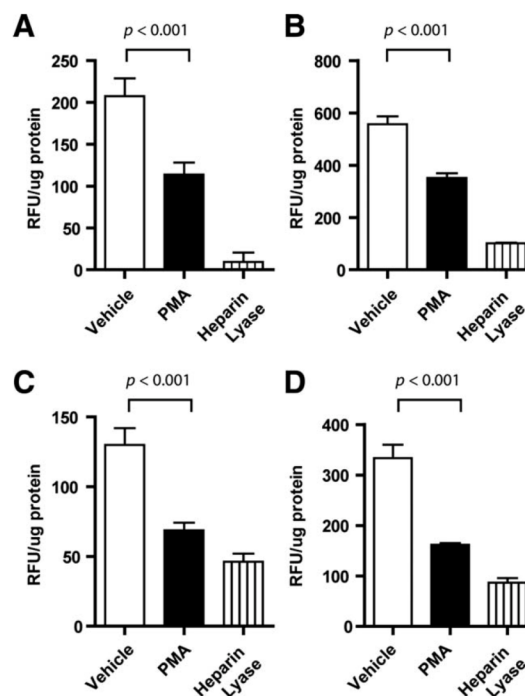 A
p < 0.001
RFU/ug protein
250
200
150
100
50
0
Vehicle
PMA
Heparin
Lyase
B
p < 0.001
RFU/ug protein
800
600
400
200
0
Vehicle
PMA
Heparin
Lyase
C
p < 0.001
RFU/ug protein
150
100
50
0
Vehicle
PMA
Heparin
Lyase
D
p < 0.001
RFU/ug protein
400
300
200
100
0
Vehicle
PMA
Heparin
Lyase